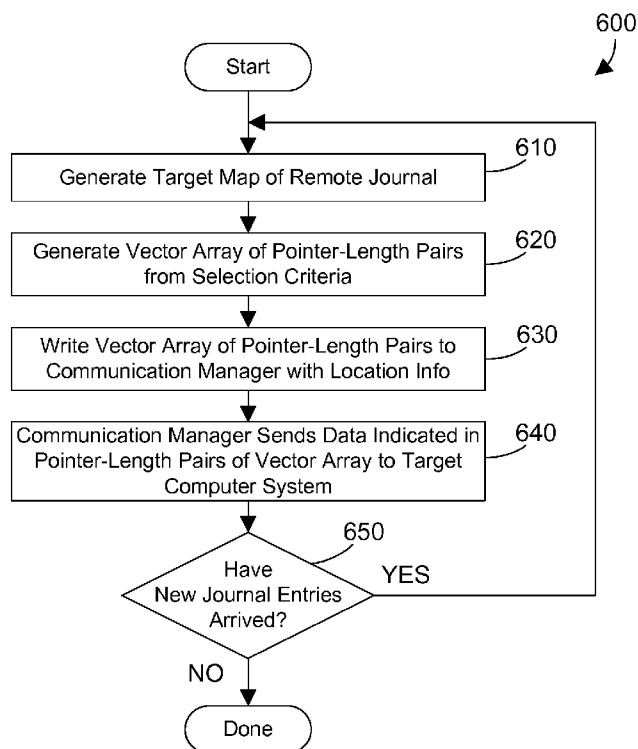 600
Start
610
Generate Target Map of Remote Journal
620
Generate Vector Array of Pointer-Length Pairs
from Selection Criteria
630
Write Vector Array of Pointer-Length Pairs to
Communication Manager with Location Info
640
Communication Manager Sends Data Indicated in
Pointer-Length Pairs of Vector Array to Target
Computer System
650
Have
New Journal Entries
Arrived?
YES
NO
Done